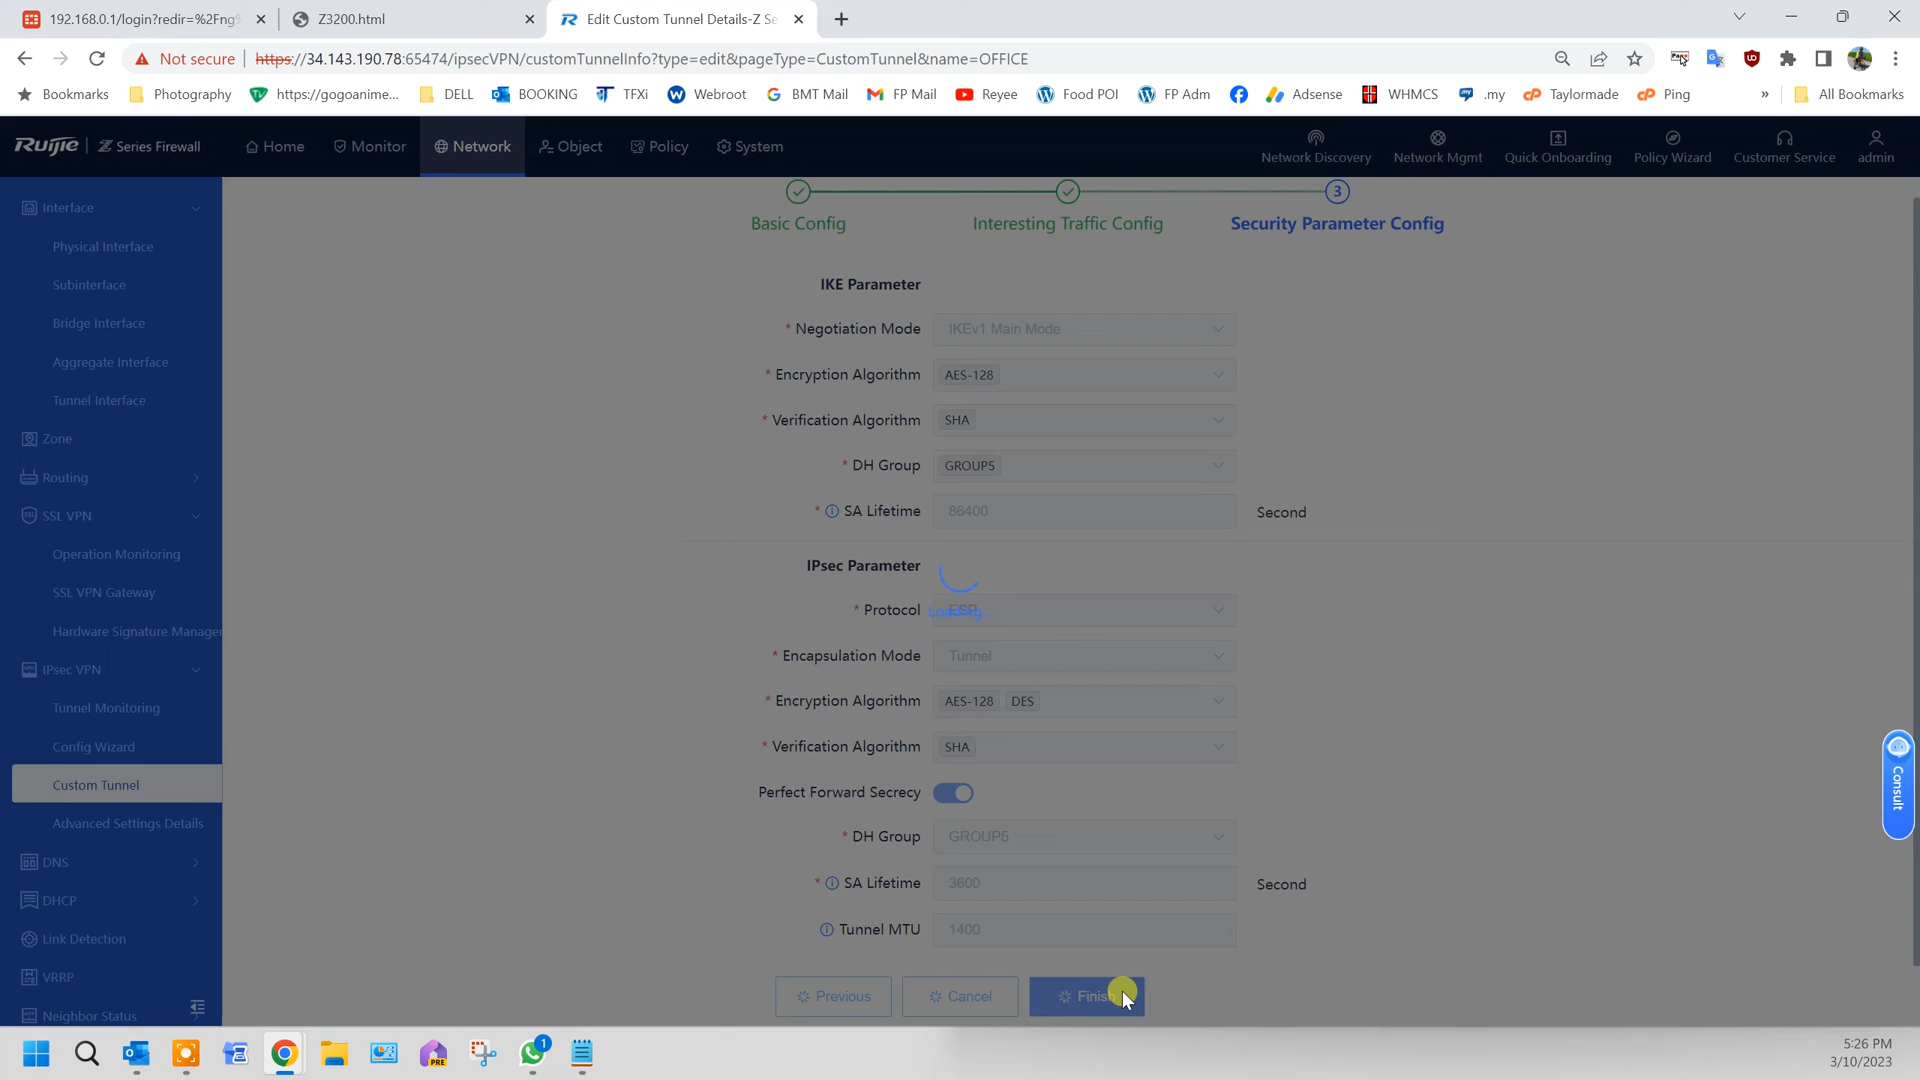 192.168.0.1/login?redir=%2Fng
Z3200.html
Edit Custom Tunnel Details-Z Se
Not secure
https://34.143.190.78:65474/ipsecVPN/customTunnelInfo?type=edit&pageType=CustomTunnel&name=OFFICE
Bookmarks
Photography
https://gogoanime...
DELL
BOOKING
TFXi
Webroot
BMT Mail
FP Mail
Reyee
Food POI
FP Adm
Adsense
WHMCS
.my
Taylormade
Ping
»
All Bookmarks
Ruijie | Z Series Firewall
Home
Monitor
Network
Object
Policy
System
Network Discovery
Network Mgmt
Quick Onboarding
Policy Wizard
Customer Service
admin
Interface
Physical Interface
Subinterface
Bridge Interface
Aggregate Interface
Tunnel Interface
Zone
Routing
SSL VPN
Operation Monitoring
SSL VPN Gateway
Hardware Signature Manager
IPsec VPN
Tunnel Monitoring
Config Wizard
Custom Tunnel
Advanced Settings Details
DNS
DHCP
Link Detection
VRRP
Neighbor Status
3
Basic Config
Interesting Traffic Config
Security Parameter Config
IKE Parameter
* Negotiation Mode IKEv1 Main Mode
* Encryption Algorithm AES-128
* Verification Algorithm SHA
* DH Group GROUP5
* SA Lifetime 86400 Second
IPsec Parameter
* Protocol ESP
Loading...
* Encapsulation Mode Tunnel
* Encryption Algorithm AES-128 DES
* Verification Algorithm SHA
Perfect Forward Secrecy
* DH Group GROUP5
* SA Lifetime 3600 Second
Tunnel MTU 1400
Previous
Cancel
Finish
Consult
PRE
1
5:26 PM
3/10/2023